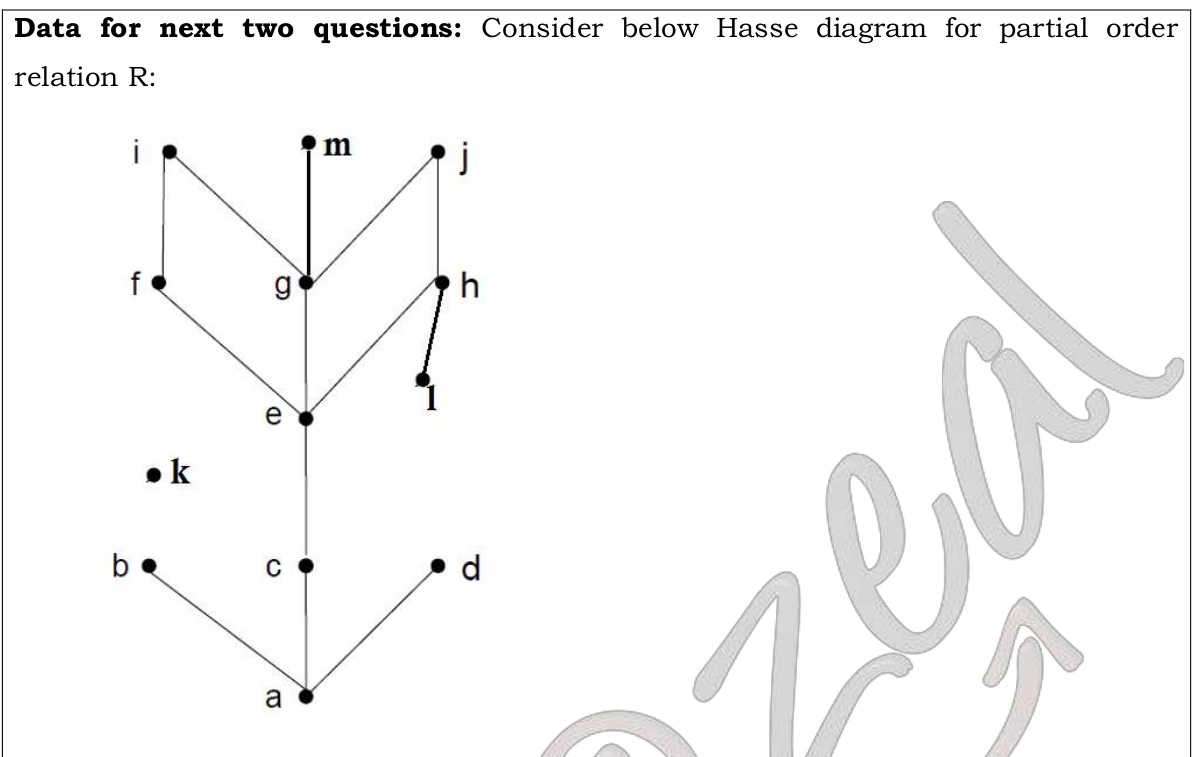 Data for next two questions: Consider below Hasse diagram for partial order
relation R:
i m j
f g h
e l
k
b c d
a